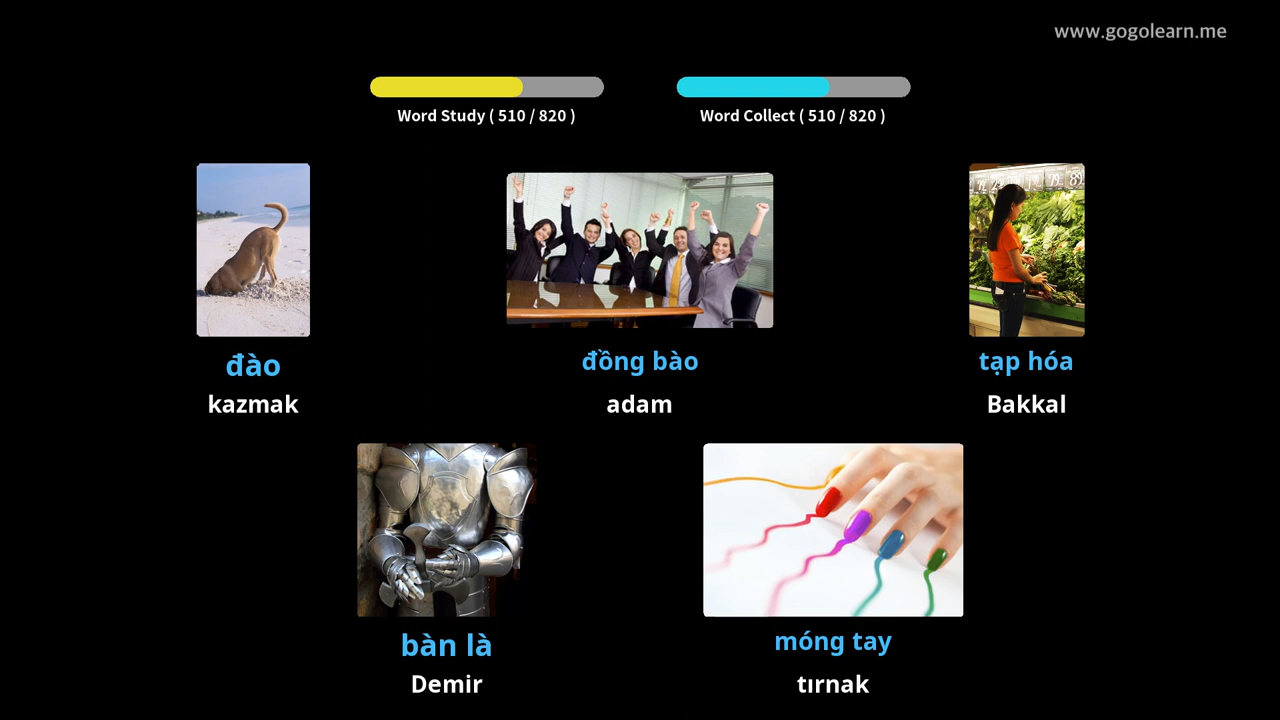 www.gogolearn.me
Word Study ( 510 / 820 )
Word Collect ( 510 / 820 )
đào
kazmak
đồng bào
adam
tạp hóa
Bakkal
bàn là
Demir
móng tay
tırnak